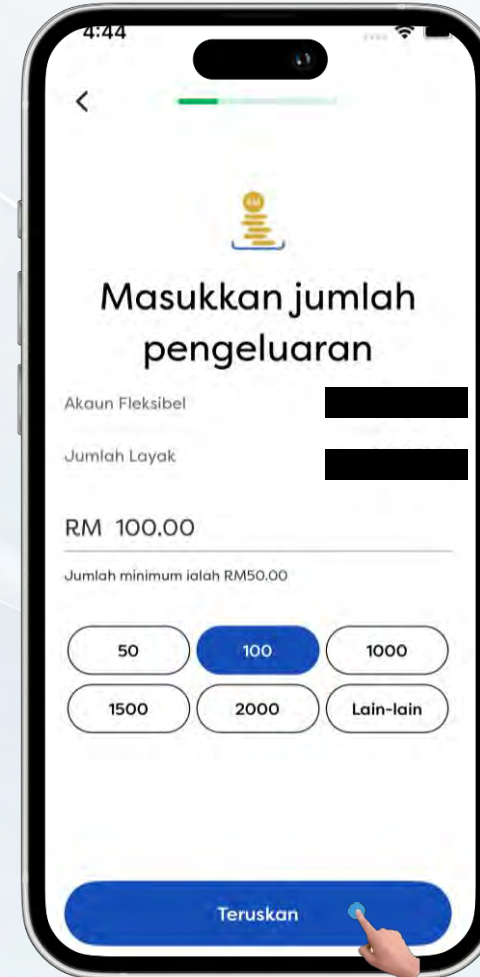 4:44
RM
Masukkan jumlah
pengeluaran
Akaun Fleksibel
Jumlah Layak
RM 100.00
Jumlah minimum ialah RM50.00
50 100 1000
1500 2000 Lain-lain
Teruskan